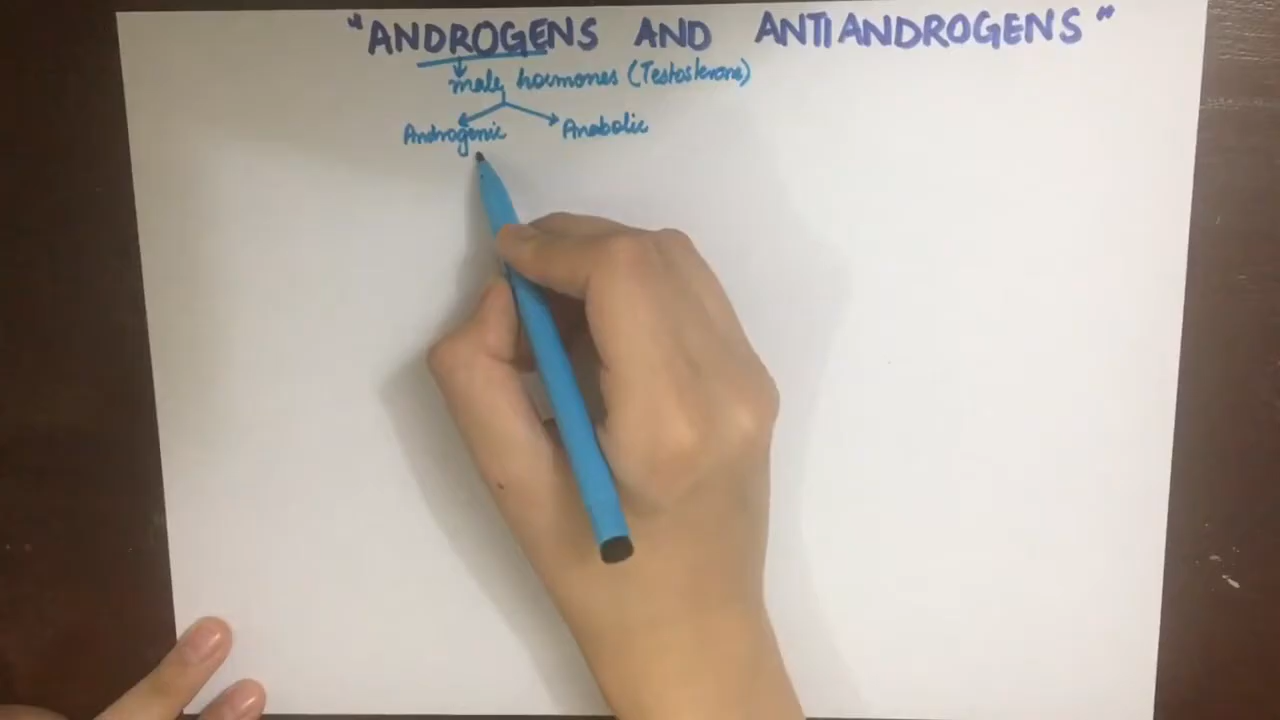 "ANDROGENS AND ANTIANDROGENS"
male hormones (Testosterone)
Androgenic Anabolic